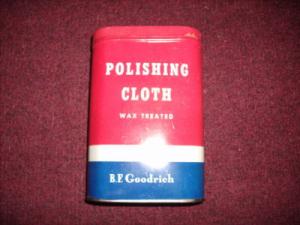 POLISHING
CLOTH
WAX TREATED
B.F. Goodrich